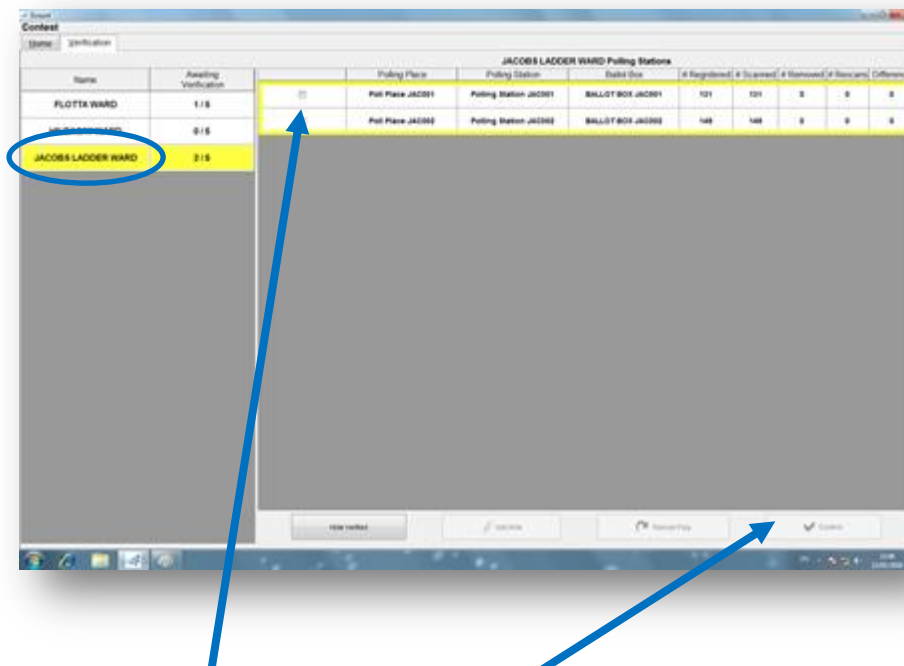 Contest
Home Verification
JACOBS LADDER WARD Polling Stations
Name Awaiting Verification
Polling Place Polling Station Ballot Box # Registered # Scanned # Removed # Rescans Difference
FLOTTA WARD 1 / 5
WARD 0 / 5
JACOBS LADDER WARD 2 / 5
Poll Place JAC001 Polling Station JAC001 BALLOT BOX JAC001 131 131 0 0 0
Poll Place JAC002 Polling Station JAC002 BALLOT BOX JAC002 148 148 0 0 0
Confirm